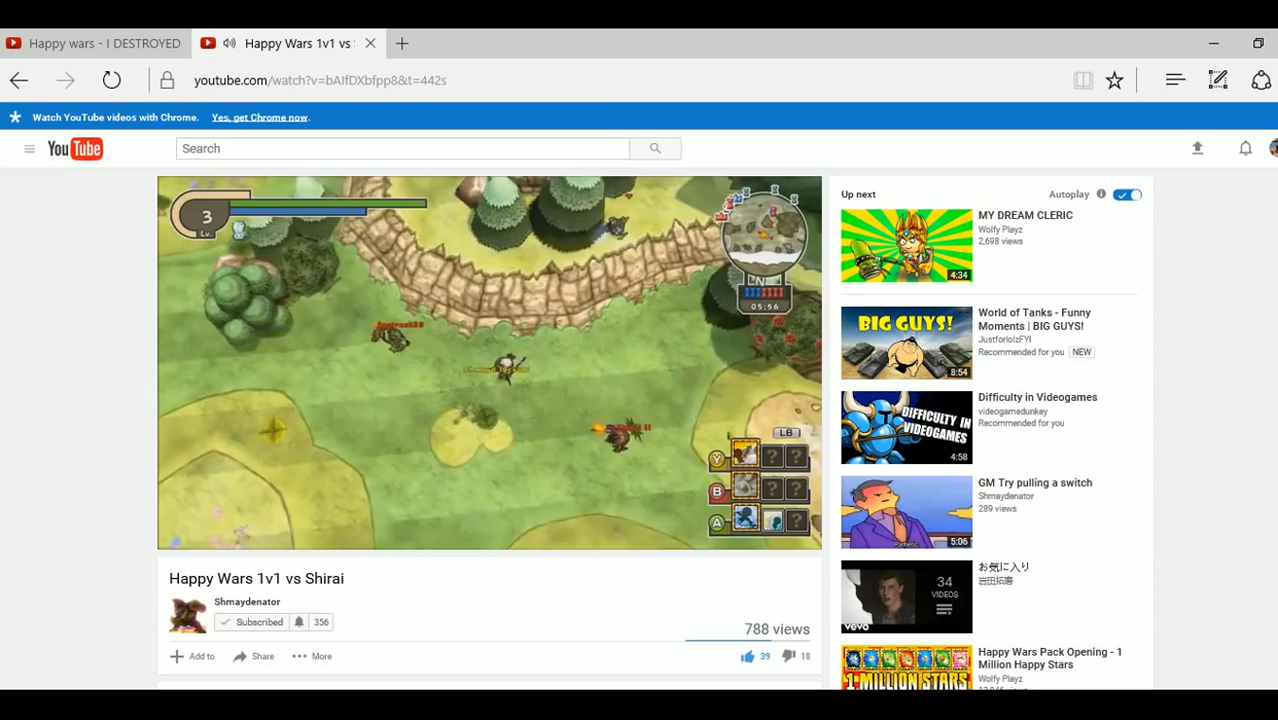 Happy wars - I DESTROYED
Happy Wars 1v1 vs
youtube.com/watch?v=bAIfDXbfpp8&t=442s
Watch YouTube videos with Chrome. Yes, get Chrome now.
YouTube
Search
3
Lv.
N
05:56
LB
Y ? ?
B ? ?
A ?
Up next
Autoplay
MY DREAM CLERIC
Wolfy Playz
2,698 views
4:34
BIG GUYS!
8:54
World of Tanks - Funny
Moments | BIG GUYS!
JustforlolzFYI
Recommended for you NEW
DIFFICULTY IN
VIDEOGAMES
4:58
Difficulty in Videogames
videogamedunkey
Recommended for you
5:06
GM Try pulling a switch
Shmaydenator
289 views
34
VIDEOS
vevo
お気に入り
岩田拓磨
1 MILLION STARS
Happy Wars Pack Opening - 1
Million Happy Stars
Wolfy Playz
Happy Wars 1v1 vs Shirai
Shmaydenator
Subscribed 356
788 views
Add to Share More
39 18